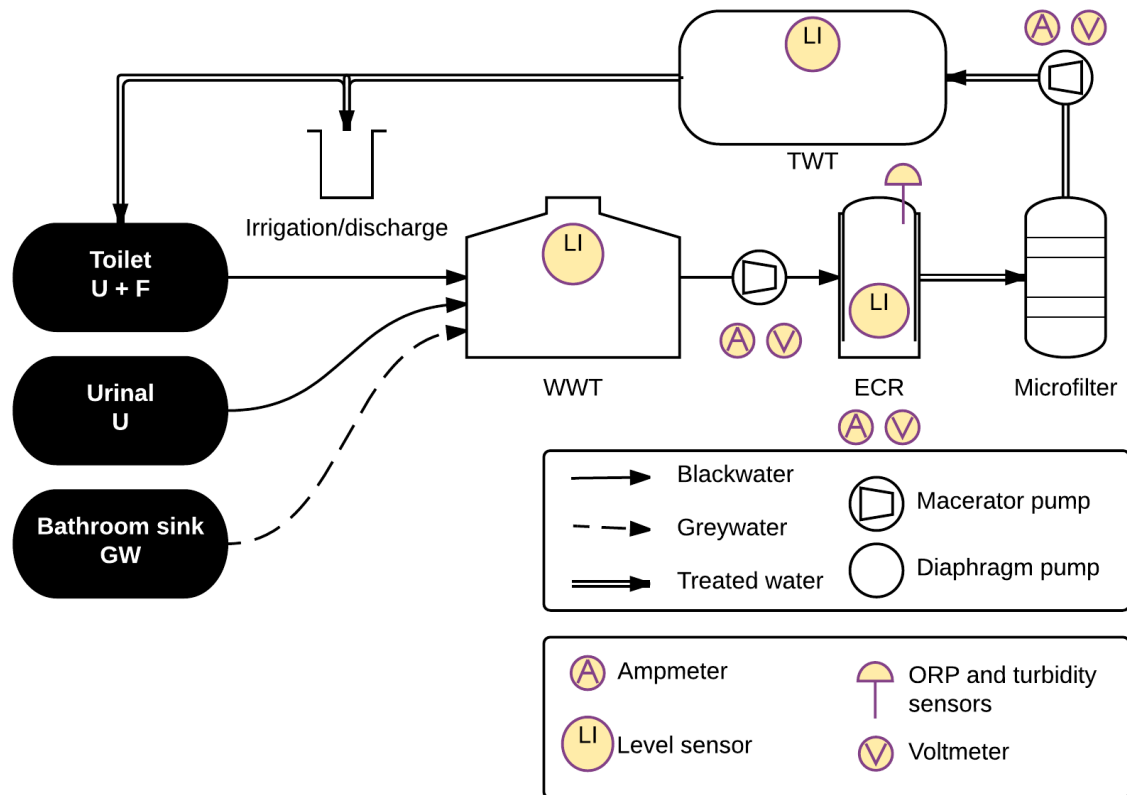 A V
LI
TWT
Irrigation/discharge
Toilet
U + F
LI
LI
A V
WWT
ECR
Microfilter
Urinal
U
A V
Bathroom sink
GW
Blackwater
Greywater
Treated water
Macerator pump
Diaphragm pump
A Ampmeter
LI Level sensor
ORP and turbidity
sensors
V Voltmeter